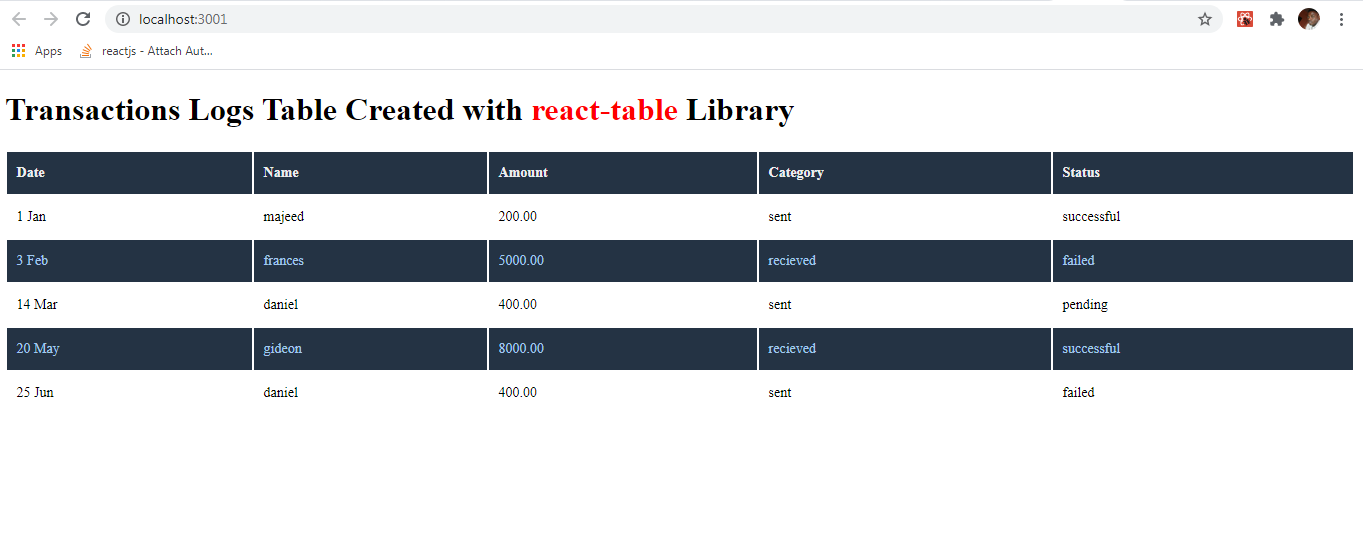 localhost:3001
Apps reactjs - Attach Aut...
Transactions Logs Table Created with react-table Library
Date Name Amount Category Status
1 Jan majeed 200.00 sent successful
3 Feb frances 5000.00 recieved failed
14 Mar daniel 400.00 sent pending
20 May gideon 8000.00 recieved successful
25 Jun daniel 400.00 sent failed